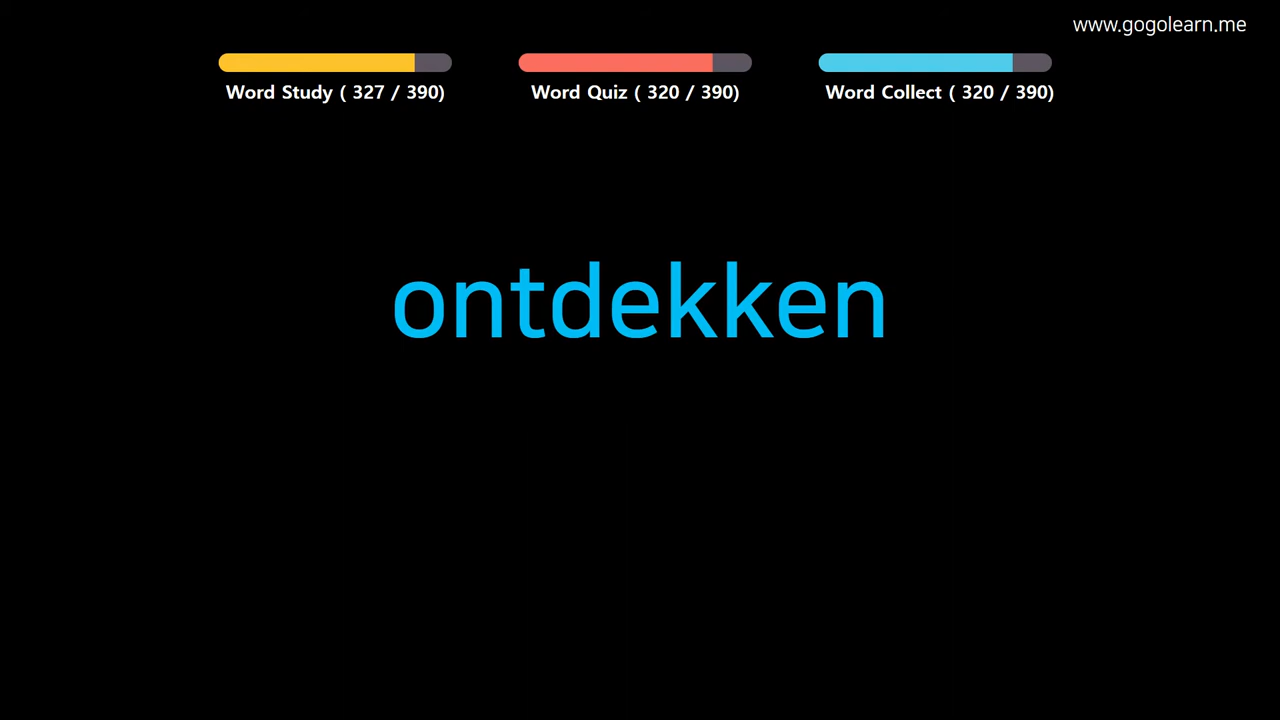 www.gogolearn.me
Word Study ( 327 / 390)
Word Quiz ( 320 / 390)
Word Collect ( 320 / 390)
ontdekken